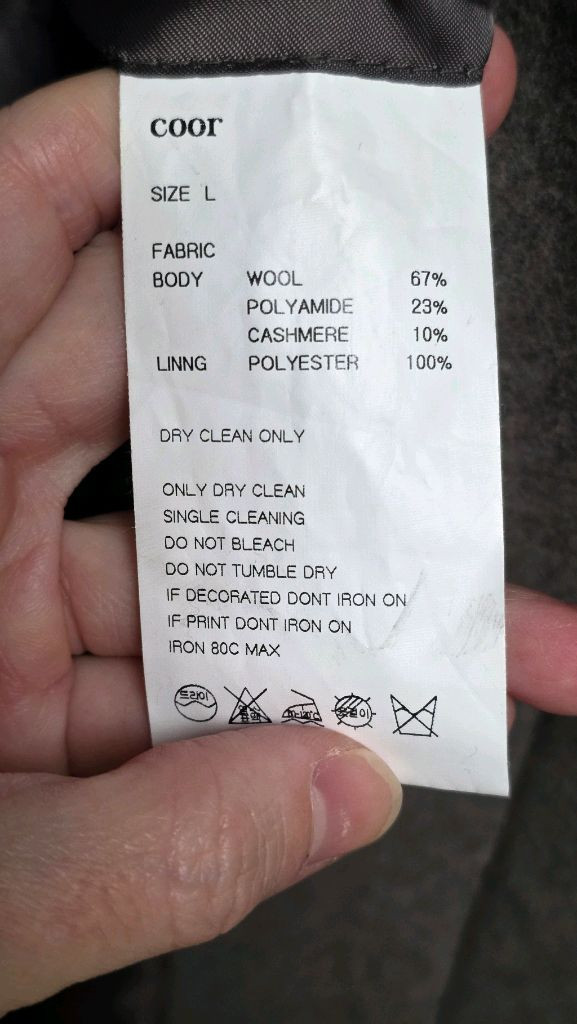 coor
SIZE L
FABRIC
BODY WOOL 67%
POLYAMIDE 23%
CASHMERE 10%
LINNG POLYESTER 100%
DRY CLEAN ONLY
ONLY DRY CLEAN
SINGLE CLEANING
DO NOT BLEACH
DO NOT TUMBLE DRY
IF DECORATED DONT IRON ON
IF PRINT DONT IRON ON
IRON 80C MAX
드라이